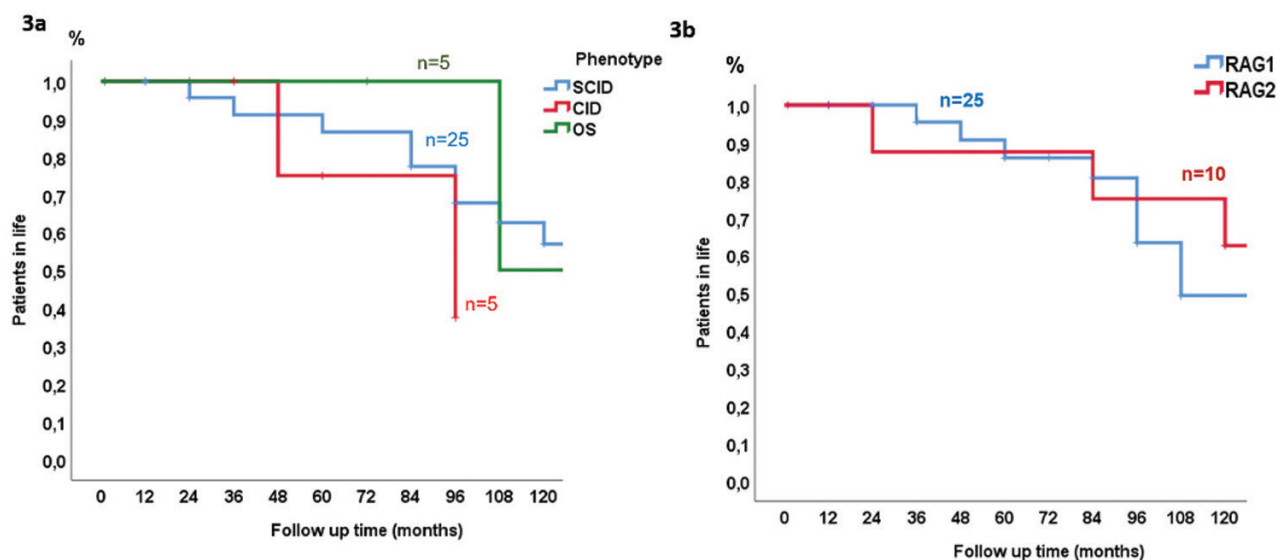 3a
%
n=5
Phenotype
SCID
CID
OS
n=25
n=5
1,0
0,9
0,8
0,7
0,6
0,5
0,4
0,3
0,2
0,1
0,0
Patients in life
0 12 24 36 48 60 72 84 96 108 120
Follow up time (months)
3b
%
RAG1
RAG2
n=25
n=10
1,0
0,9
0,8
0,7
0,6
0,5
0,4
0,3
0,2
0,1
0,0
Patients in life
0 12 24 36 48 60 72 84 96 108 120
Follow up time (months)